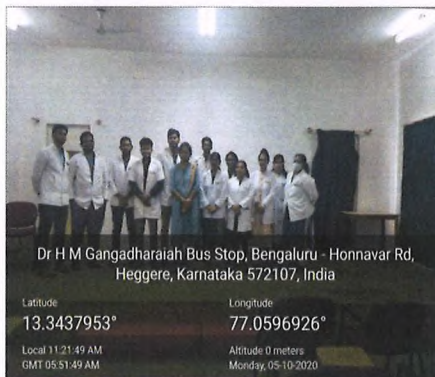 Dr H M Gangadharaiah Bus Stop, Bengaluru - Honnavar Rd,
Heggere, Karnataka 572107, India
Latitude
13.3437953°
Longitude
77.0596926°
Local 11:21:49 AM
GMT 05:51:49 AM
Altitude 0 meters
Monday, 05-10-2020